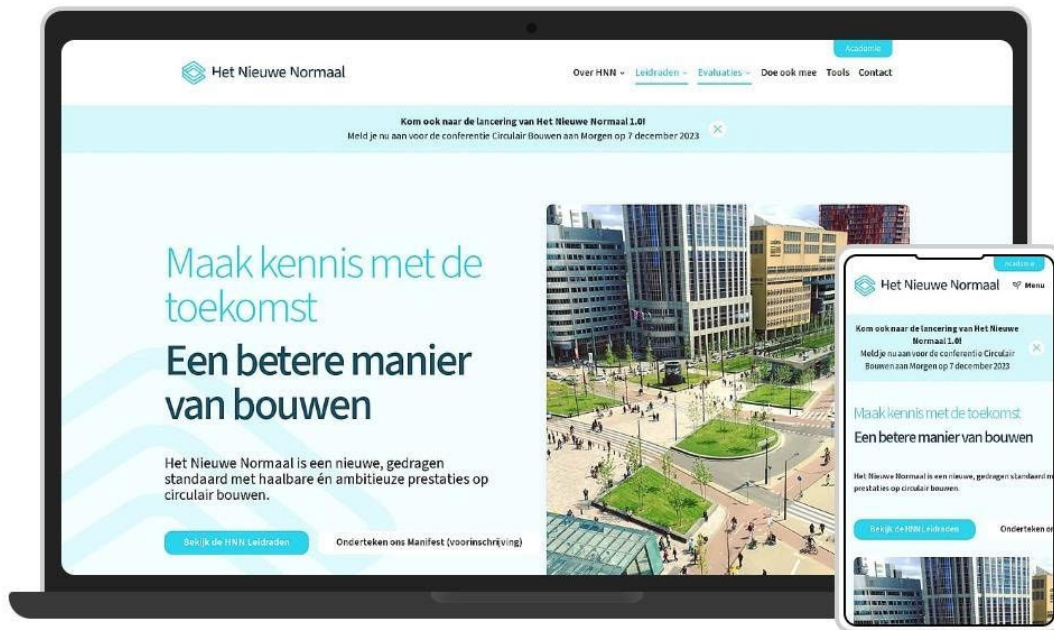 Academie
Het Nieuwe Normaal
Over HNN Leidraden Evaluaties Doe ook mee Tools Contact
Kom ook naar de lancering van Het Nieuwe Normaal 1.0!
Meld je nu aan voor de conferentie Circulair Bouwen aan Morgen op 7 december 2023
Maak kennis met de
toekomst
Een betere manier
van bouwen
Het Nieuwe Normaal is een nieuwe, gedragen
standaard met haalbare én ambitieuze prestaties op
circulair bouwen.
Bekijk de HNN Leidraden
Onderteken ons Manifest (voorinschrijving)
Academie
Het Nieuwe Normaal
Menu
Kom ook naar de lancering van Het Nieuwe
Normaal 1.0!
Meld je nu aan voor de conferentie Circulair
Bouwen aan Morgen op 7 december 2023
Maak kennis met de toekomst
Een betere manier van bouwen
Het Nieuwe Normaal is een nieuwe, gedragen standaard m
prestaties op circulair bouwen.
Bekijk de HNN Leidraden
Onderteken on